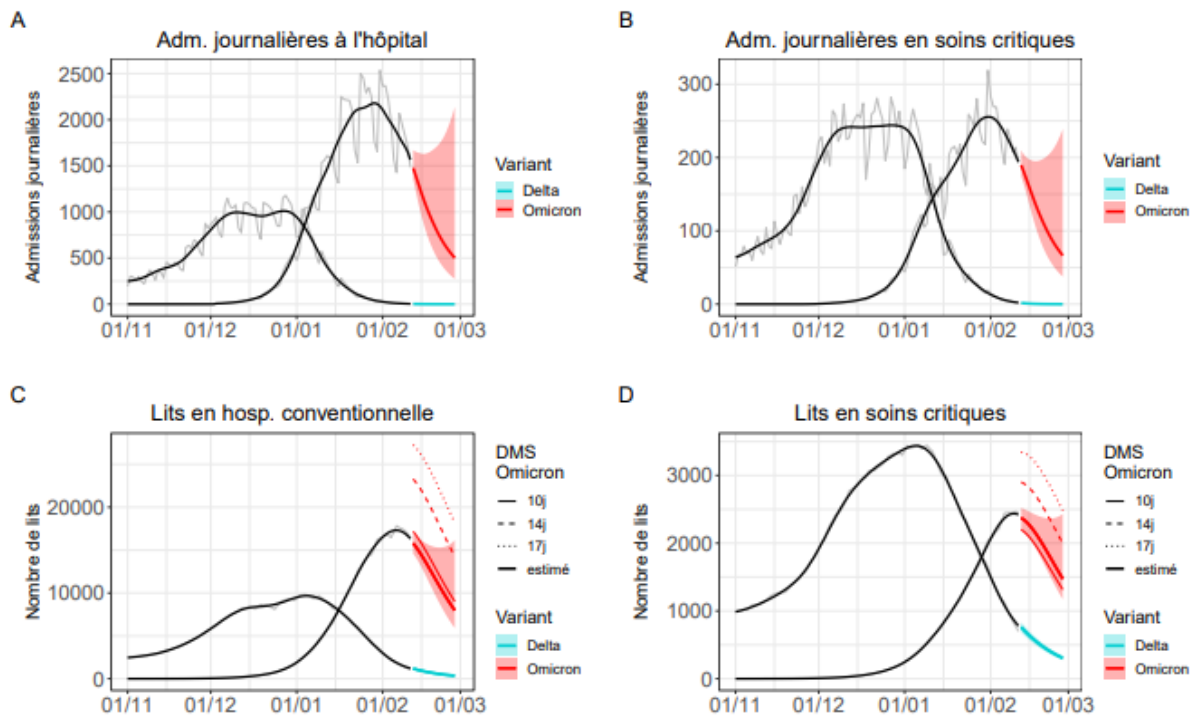 A
Adm. journalières à l'hôpital
Admissions journalières
2500
2000
1500
1000
500
0
01/11 01/12 01/01 01/02 01/03
Variant
Delta
Omicron
B
Adm. journalières en soins critiques
Admissions journalières
300
200
100
0
01/11 01/12 01/01 01/02 01/03
Variant
Delta
Omicron
C
Lits en hosp. conventionnelle
Nombre de lits
20000
10000
0
01/11 01/12 01/01 01/02 01/03
DMS
Omicron
10j
14j
17j
estimé
Variant
Delta
Omicron
D
Lits en soins critiques
Nombre de lits
3000
2000
1000
0
01/11 01/12 01/01 01/02 01/03
DMS
Omicron
10j
14j
17j
estimé
Variant
Delta
Omicron